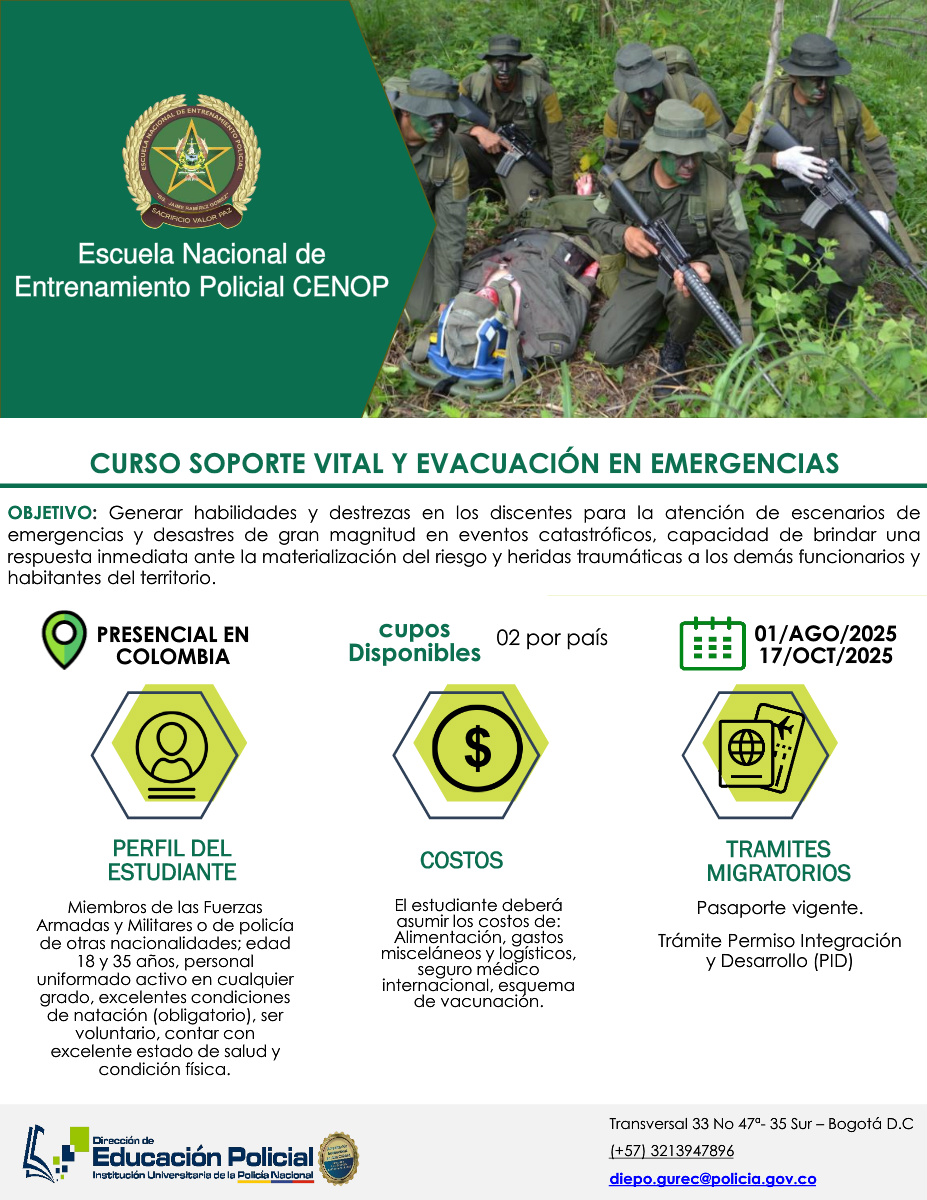 ESCUELA NACIONAL DE ENTRENAMIENTO POLICIAL
SACRIFICIO VALOR PAZ
Escuela Nacional de
Entrenamiento Policial CENOP
CURSO SOPORTE VITAL Y EVACUACIÓN EN EMERGENCIAS
OBJETIVO: Generar habilidades y destrezas en los discentes para la atención de escenarios de
emergencias y desastres de gran magnitud en eventos catastróficos, capacidad de brindar una
respuesta inmediata ante la materialización del riesgo y heridas traumáticas a los demás funcionarios y
habitantes del territorio.
PRESENCIAL EN
COLOMBIA
cupos
Disponibles
02 por país
01/AGO/2025
17/OCT/2025
$
PERFIL DEL
ESTUDIANTE
Miembros de las Fuerzas
Armadas y Militares o de policía
de otras nacionalidades; edad
18 y 35 años, personal
uniformado activo en cualquier
grado, excelentes condiciones
de natación (obligatorio), ser
voluntario, contar con
excelente estado de salud y
condición física.
COSTOS
El estudiante deberá
asumir los costos de:
Alimentación, gastos
misceláneos y logísticos,
seguro médico
internacional, esquema
de vacunación.
TRAMITES
MIGRATORIOS
Pasaporte vigente.
Trámite Permiso Integración
y Desarrollo (PID)
Dirección de
Educación Policial
Institución Universitaria de la Policía Nacional
Transversal 33 No 47ª- 35 Sur – Bogotá D.C
(+57) 3213947896
diepo.gurec@policia.gov.co